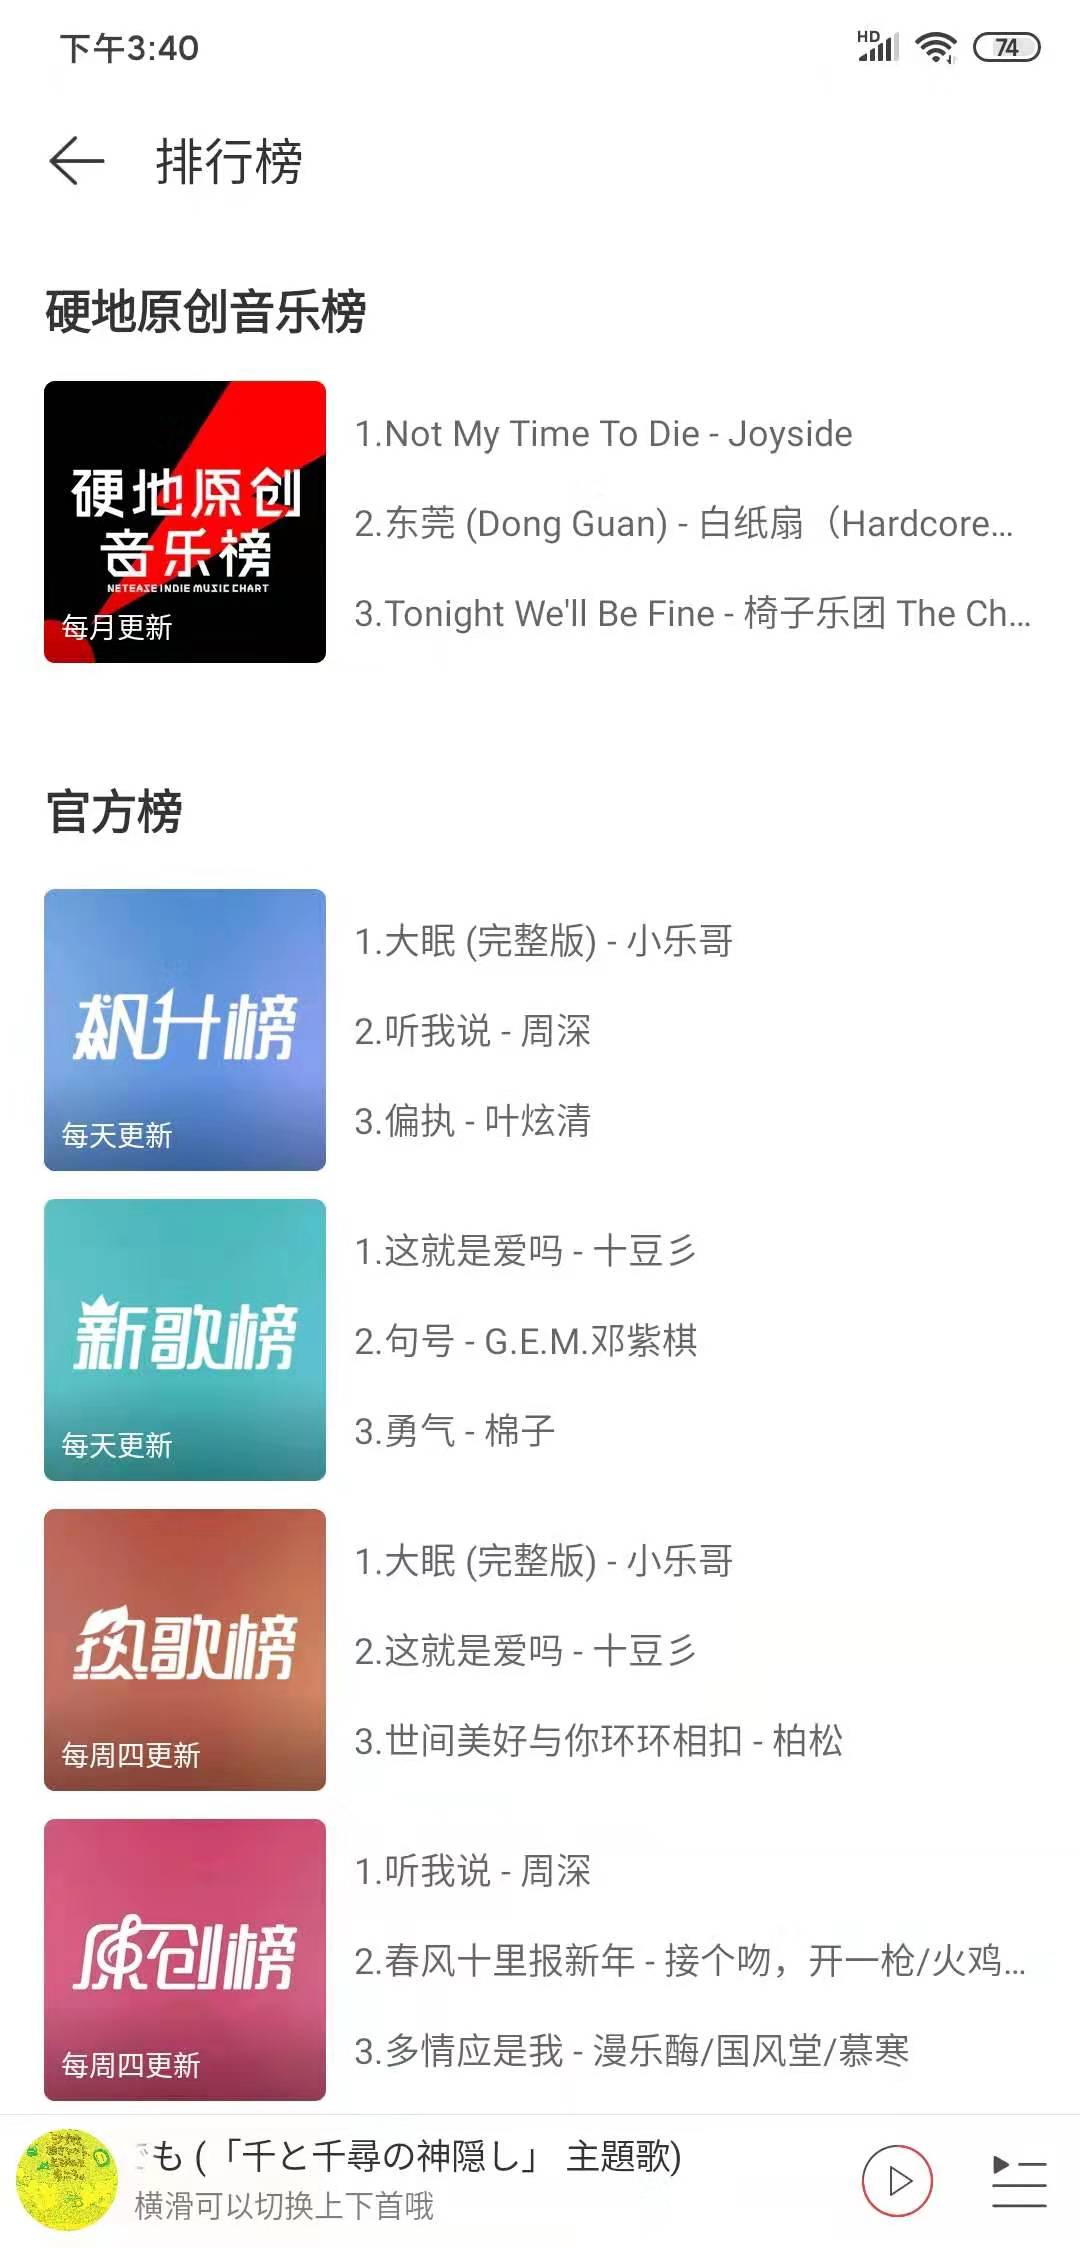 下午3:40
HD
74
排行榜
硬地原创音乐榜
硬地原创
音乐榜
NETEASE INDIE MUSIC CHART
每月更新
1.Not My Time To Die - Joyside
2.东莞 (Dong Guan) - 白纸扇（Hardcore...
3.Tonight We'll Be Fine - 椅子乐团 The Ch...
官方榜
飙升榜
每天更新
1.大眠 (完整版) - 小乐哥
2.听我说 - 周深
3.偏执 - 叶炫清
新歌榜
每天更新
1.这就是爱吗 - 十豆彡
2.句号 - G.E.M.邓紫棋
3.勇气 - 棉子
热歌榜
每周四更新
1.大眠 (完整版) - 小乐哥
2.这就是爱吗 - 十豆彡
3.世间美好与你环环相扣 - 柏松
原创榜
每周四更新
1.听我说 - 周深
2.春风十里报新年 - 接个吻，开一枪/火鸡...
3.多情应是我 - 漫乐酶/国风堂/慕寒
も (「千と千尋の神隠し」 主題歌)
横滑可以切换上下首哦